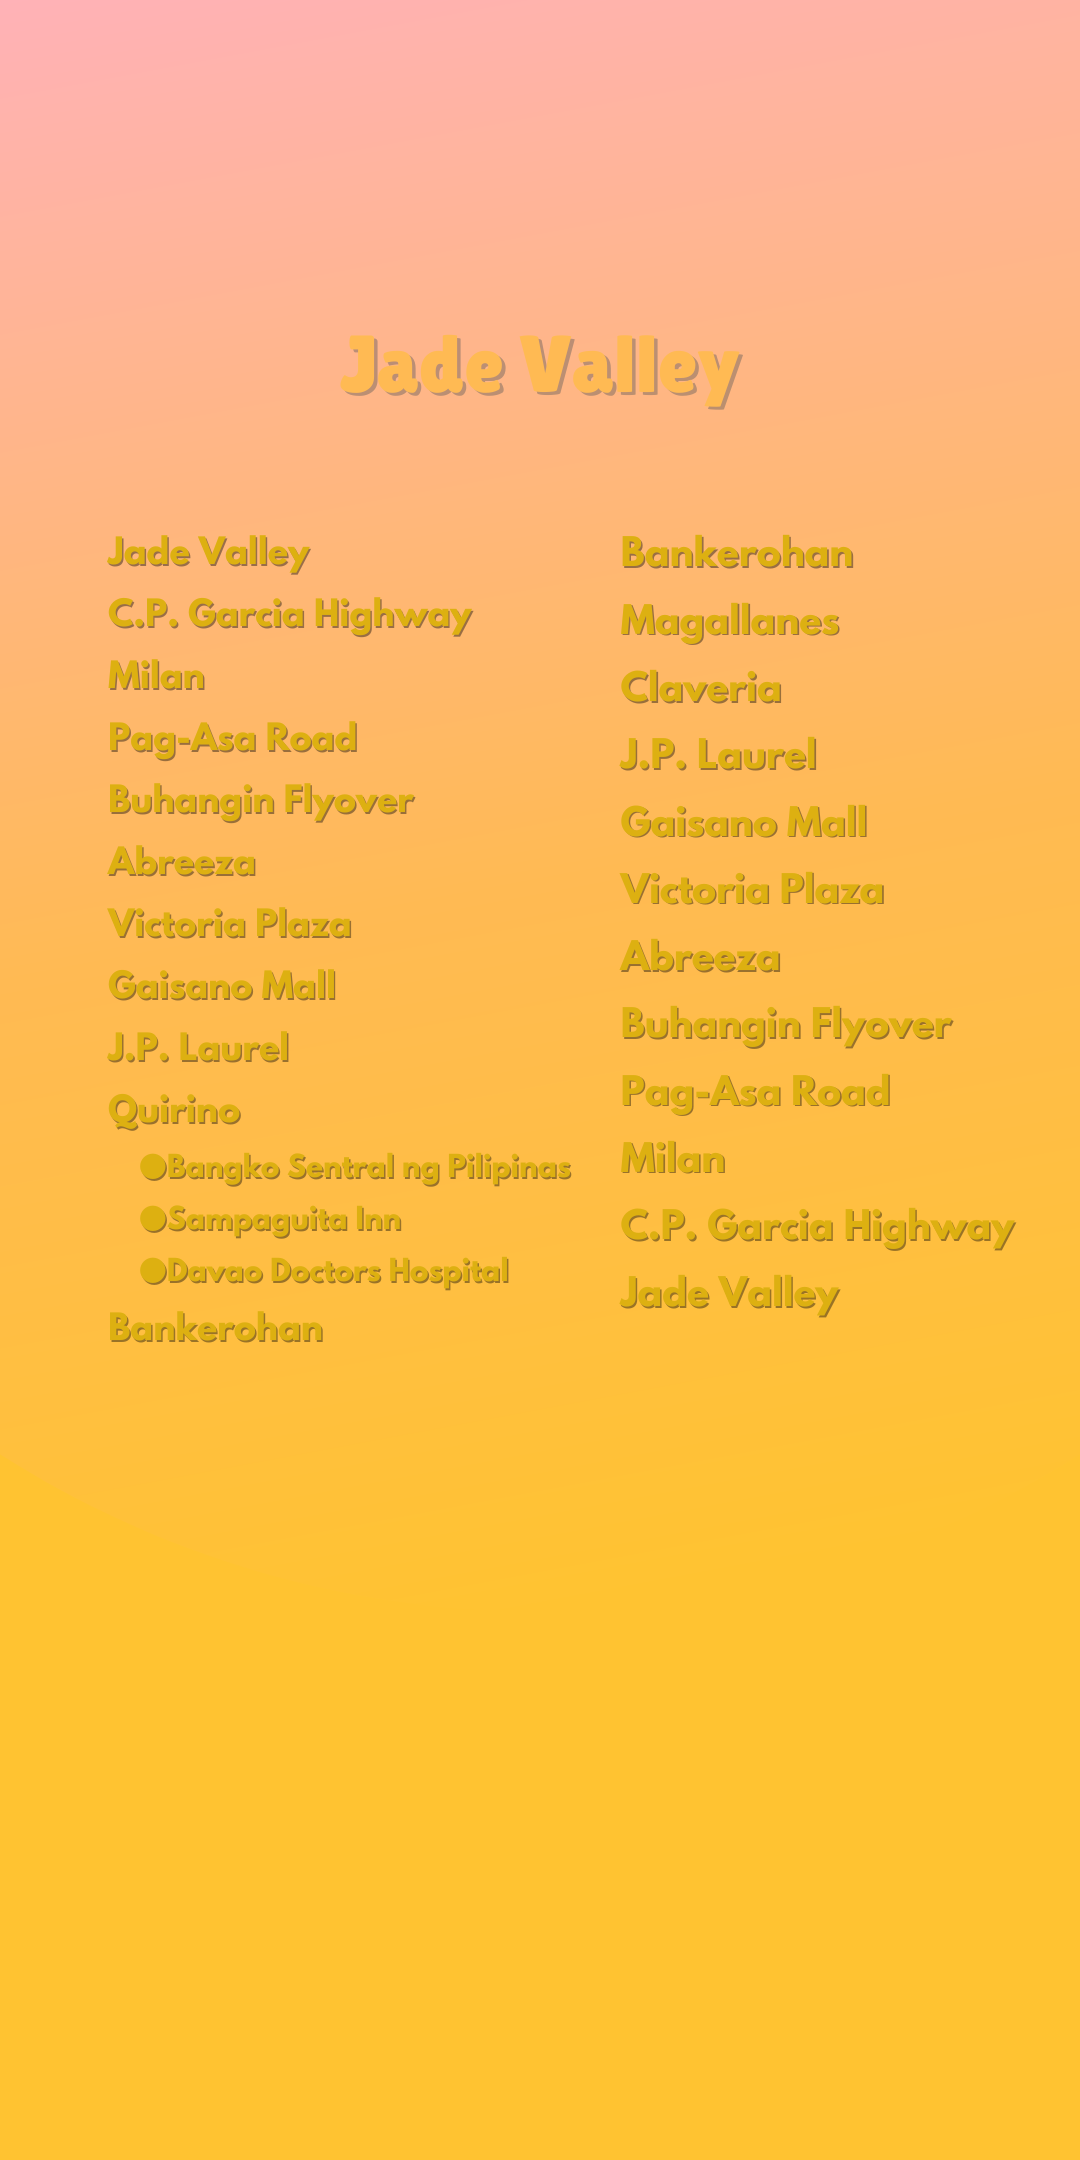 Jade Valley
Jade Valley
C.P. Garcia Highway
Milan
Pag-Asa Road
Buhangin Flyover
Abreeza
Victoria Plaza
Gaisano Mall
J.P. Laurel
Quirino
●Bangko Sentral ng Pilipinas
●Sampaguita Inn
●Davao Doctors Hospital
Bankerohan
Bankerohan
Magallanes
Claveria
J.P. Laurel
Gaisano Mall
Victoria Plaza
Abreeza
Buhangin Flyover
Pag-Asa Road
Milan
C.P. Garcia Highway
Jade Valley